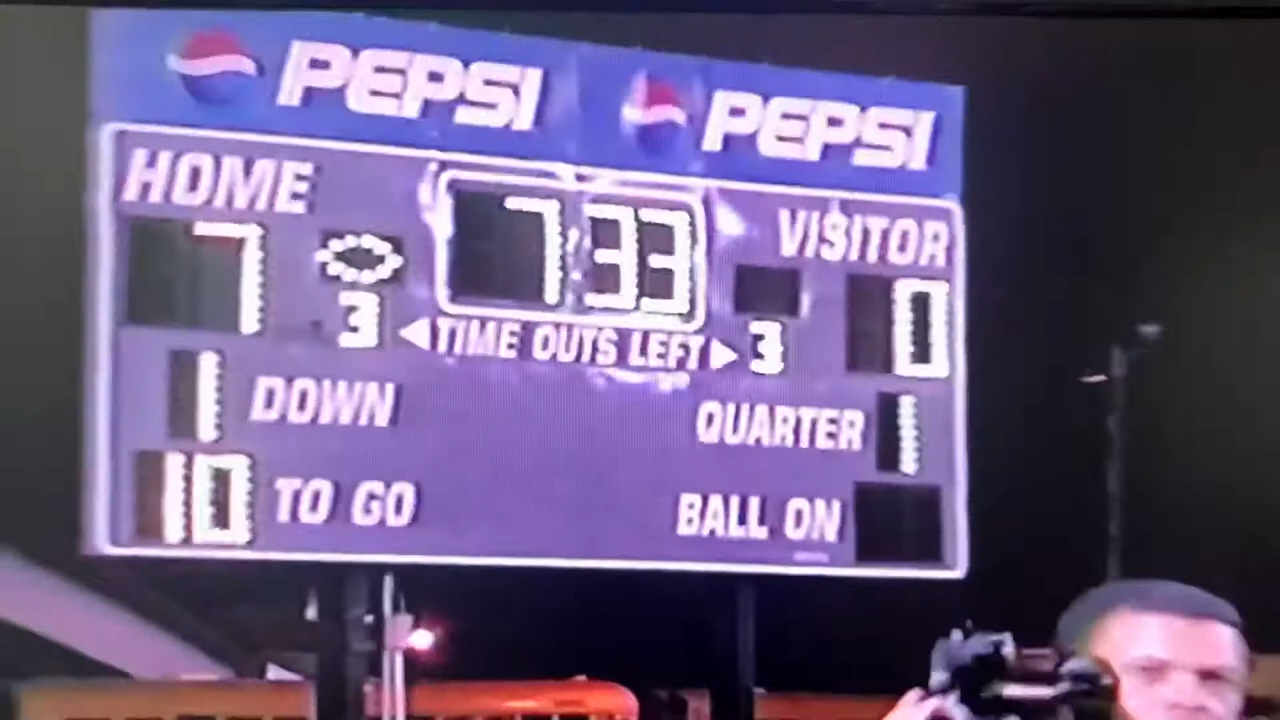 PEPSI PEPSI
HOME 7:33 VISITOR
7 0
3 ◀TIME OUTS LEFT▶ 3
1 DOWN QUARTER 1
10 TO GO BALL ON